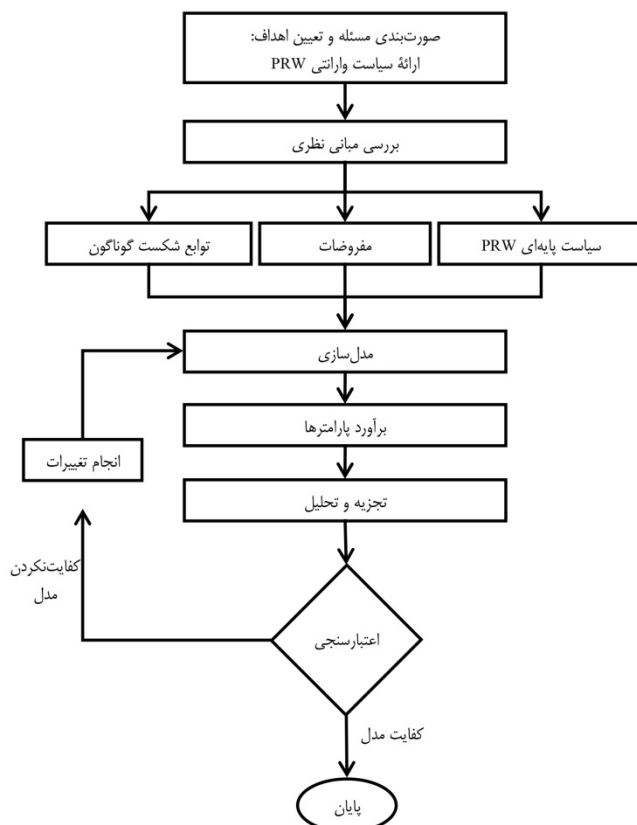 صورت‌بندی مسئله و تعیین اهداف:
ارائهٔ سیاست وارانتی PRW
بررسی مبانی نظری
سیاست پایه‌ای PRW
مفروضات
توابع شکست گوناگون
مدل‌سازی
برآورد پارامترها
انجام تغییرات
تجزیه و تحلیل
کفایت‌نکردن
مدل
اعتبارسنجی
کفایت مدل
پایان